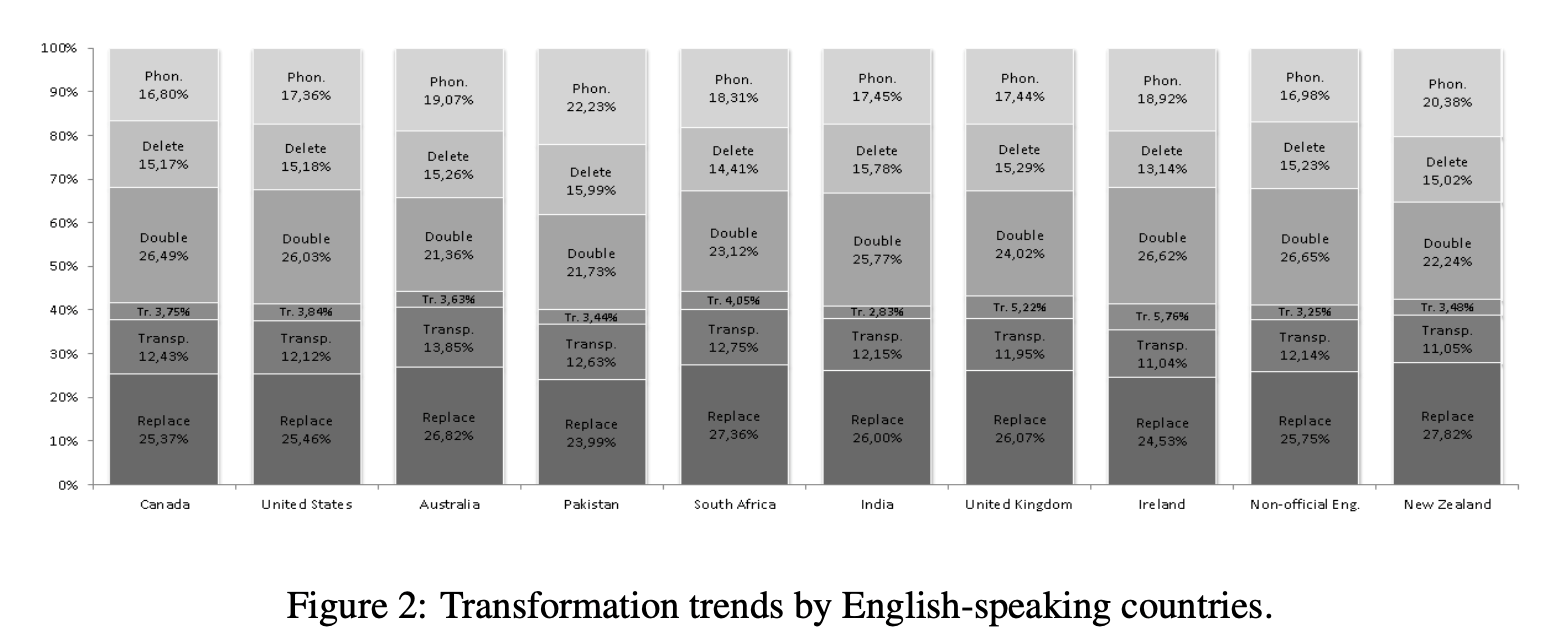 100%
90%
80%
70%
60%
50%
40%
30%
20%
10%
0%
Phon.
16,80%
Delete
15,17%
Double
26,49%
Tr. 3,75%
Transp.
12,43%
Replace
25,37%
Canada
Phon.
17,36%
Delete
15,18%
Double
26,03%
Tr. 3,84%
Transp.
12,12%
Replace
25,46%
United States
Phon.
19,07%
Delete
15,26%
Double
21,36%
Tr. 3,63%
Transp.
13,85%
Replace
26,82%
Australia
Phon.
22,23%
Delete
15,99%
Double
21,73%
Tr. 3,44%
Transp.
12,63%
Replace
23,99%
Pakistan
Phon.
18,31%
Delete
14,41%
Double
23,12%
Tr. 4,05%
Transp.
12,75%
Replace
27,36%
South Africa
Phon.
17,45%
Delete
15,78%
Double
25,77%
Tr. 2,83%
Transp.
12,15%
Replace
26,00%
India
Phon.
17,44%
Delete
15,29%
Double
24,02%
Tr. 5,22%
Transp.
11,95%
Replace
26,07%
United Kingdom
Phon.
18,92%
Delete
13,14%
Double
26,62%
Tr. 5,76%
Transp.
11,04%
Replace
24,53%
Ireland
Phon.
16,98%
Delete
15,23%
Double
26,65%
Tr. 3,25%
Transp.
12,14%
Replace
25,75%
Non-official Eng.
Phon.
20,38%
Delete
15,02%
Double
22,24%
Tr. 3,48%
Transp.
11,05%
Replace
27,82%
New Zealand
Figure 2: Transformation trends by English-speaking countries.